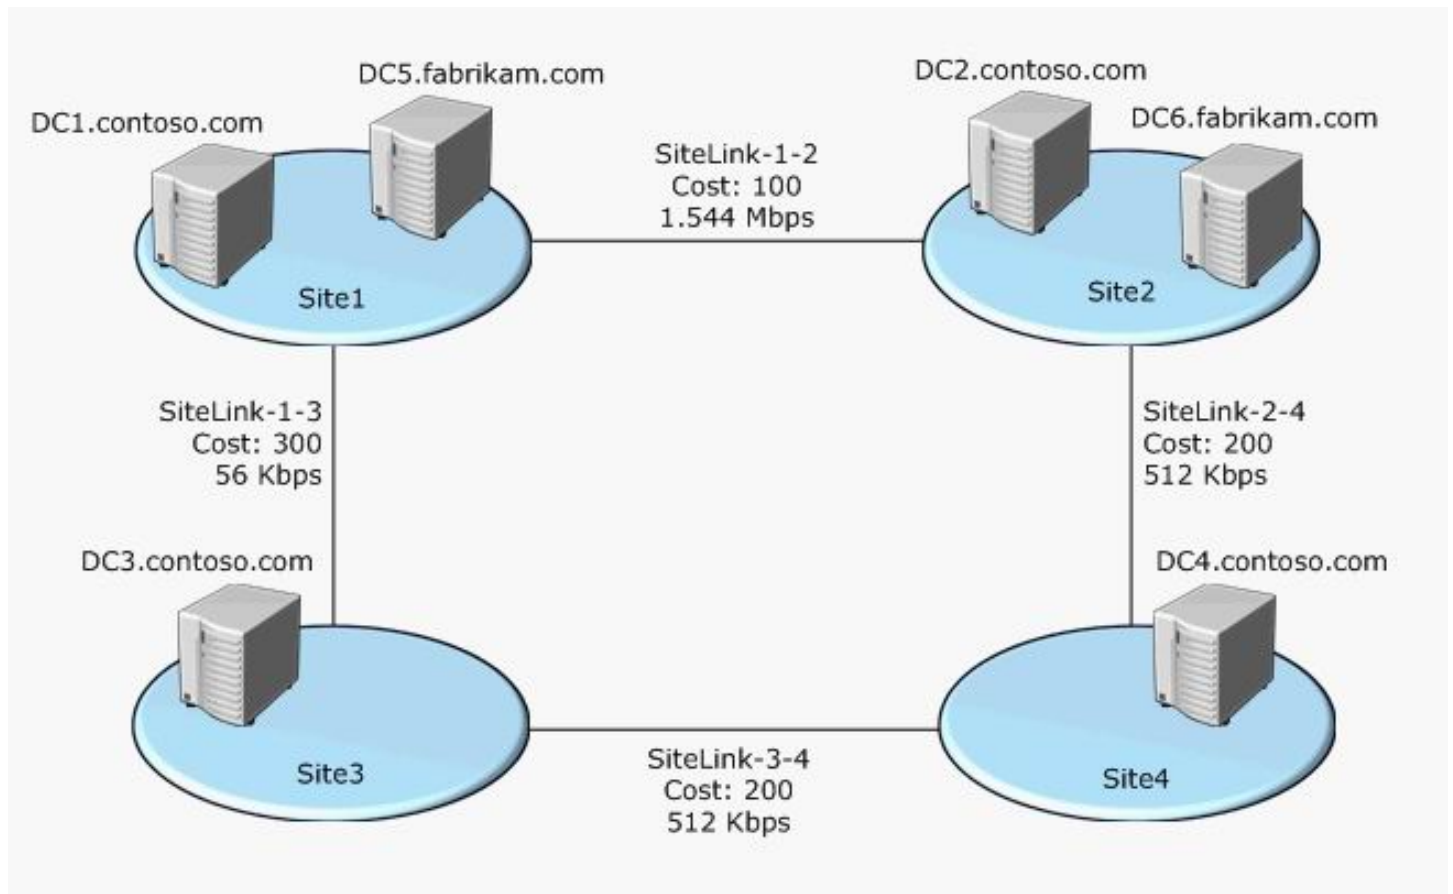 DC5.fabrikam.com
DC1.contoso.com
DC2.contoso.com
DC6.fabrikam.com
SiteLink-1-2
Cost: 100
1.544 Mbps
Site1
Site2
SiteLink-1-3
Cost: 300
56 Kbps
SiteLink-2-4
Cost: 200
512 Kbps
DC3.contoso.com
DC4.contoso.com
SiteLink-3-4
Cost: 200
512 Kbps
Site3
Site4